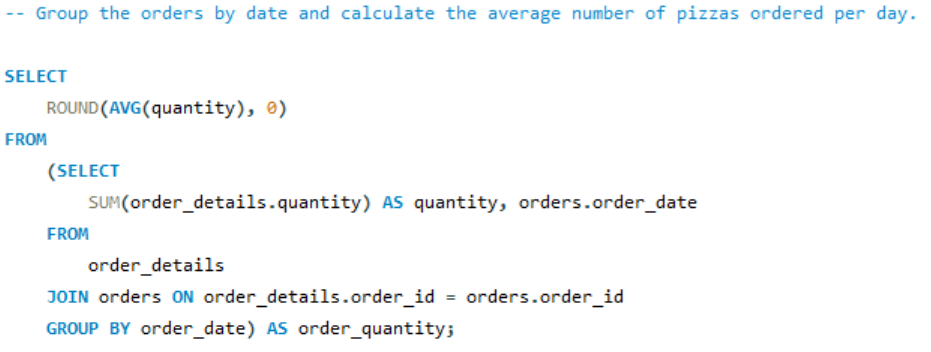 -- Group the orders by date and calculate the average number of pizzas ordered per day.
SELECT
ROUND(AVG(quantity), 0)
FROM
(SELECT
SUM(order_details.quantity) AS quantity, orders.order_date
FROM
order_details
JOIN orders ON order_details.order_id = orders.order_id
GROUP BY order_date) AS order_quantity;